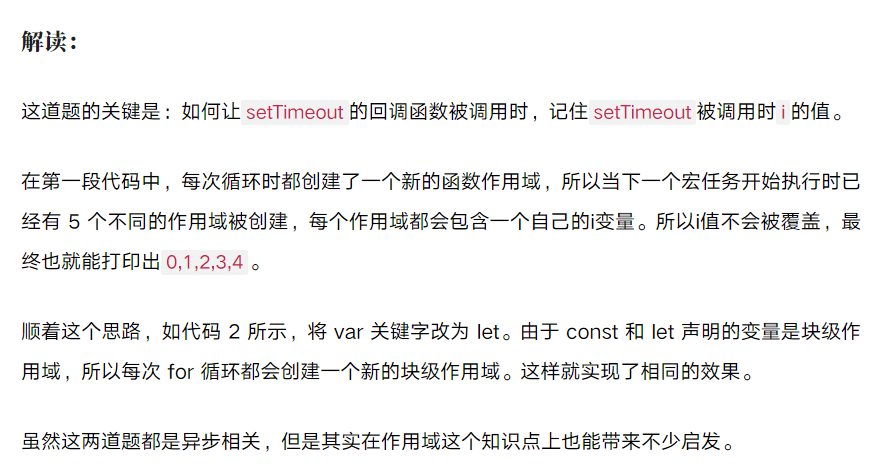 解读：
这道题的关键是：如何让 setTimeout 的回调函数被调用时，记住 setTimeout 被调用时 i 的值。
在第一段代码中，每次循环时都创建了一个新的函数作用域，所以当下一个宏任务开始执行时已
经有 5 个不同的作用域被创建，每个作用域都会包含一个自己的i变量。所以i值不会被覆盖，最
终也就能打印出 0,1,2,3,4 。
顺着这个思路，如代码 2 所示，将 var 关键字改为 let。由于 const 和 let 声明的变量是块级作
用域，所以每次 for 循环都会创建一个新的块级作用域。这样就实现了相同的效果。
虽然这两道题都是异步相关，但是其实在作用域这个知识点上也能带来不少启发。